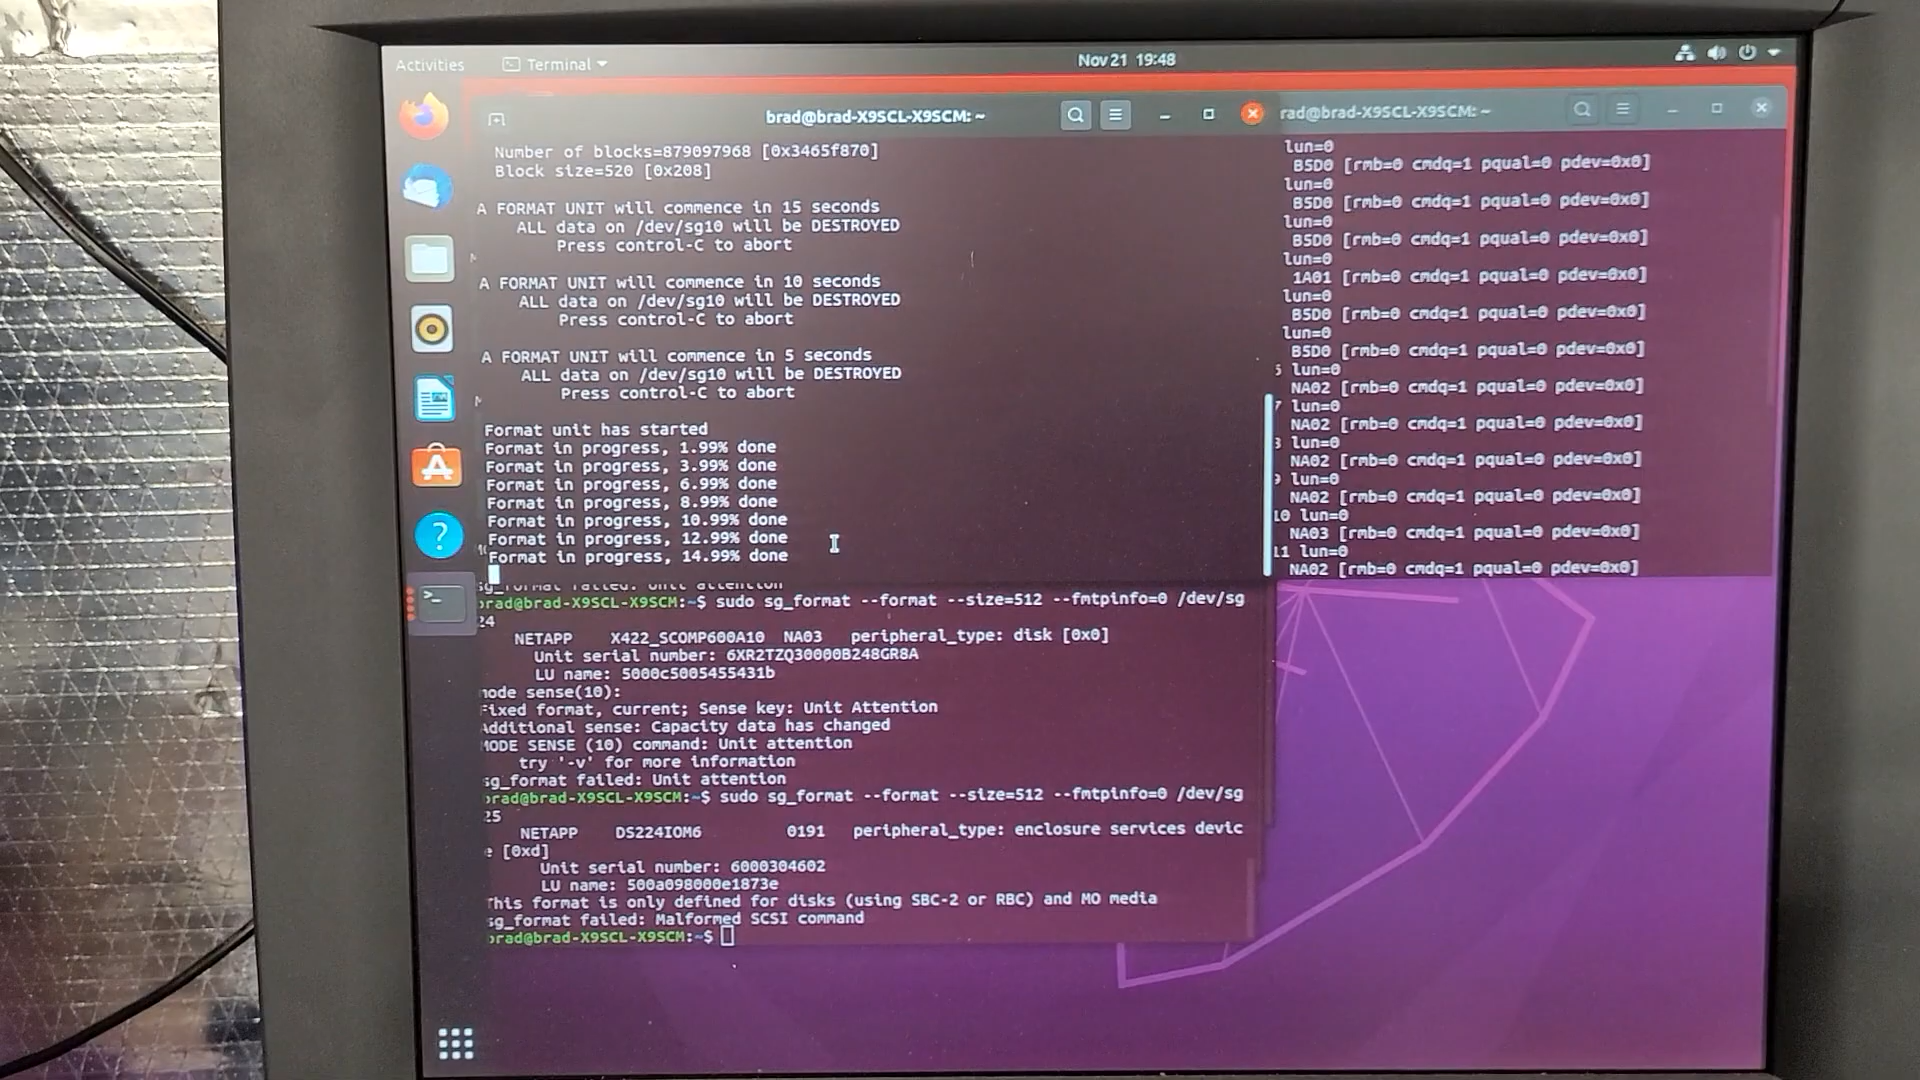 Activities
Terminal
Nov 21 19:48
brad@brad-X9SCL-X9SCM: ~
Number of blocks=879097968 [0x3465f870]
Block size=520 [0x208]
A FORMAT UNIT will commence in 15 seconds
ALL data on /dev/sg10 will be DESTROYED
Press control-C to abort
A FORMAT UNIT will commence in 10 seconds
ALL data on /dev/sg10 will be DESTROYED
Press control-C to abort
A FORMAT UNIT will commence in 5 seconds
ALL data on /dev/sg10 will be DESTROYED
Press control-C to abort
Format unit has started
Format in progress, 1.99% done
Format in progress, 3.99% done
Format in progress, 6.99% done
Format in progress, 8.99% done
Format in progress, 10.99% done
Format in progress, 12.99% done
Format in progress, 14.99% done
sg_format failed: Unit attention
brad@brad-X9SCL-X9SCM:~$ sudo sg_format --format --size=512 --fmtpinfo=0 /dev/sg
24
NETAPP X422_SCOMP600A10 NA03 peripheral_type: disk [0x0]
Unit serial number: 6XR2TZQ30000B248GR8A
LU name: 5000c5005455431b
mode sense(10):
Fixed format, current; Sense key: Unit Attention
Additional sense: Capacity data has changed
MODE SENSE (10) command: Unit attention
try '-v' for more information
sg_format failed: Unit attention
brad@brad-X9SCL-X9SCM:~$ sudo sg_format --format --size=512 --fmtpinfo=0 /dev/sg
25
NETAPP DS224IOM6 0191 peripheral_type: enclosure services devic
e [0xd]
Unit serial number: 6000304602
LU name: 500a098000e1873e
This format is only defined for disks (using SBC-2 or RBC) and MO media
sg_format failed: Malformed SCSI command
brad@brad-X9SCL-X9SCM:~$
rad@brad-X9SCL-X9SCM: ~
lun=0
B5D0 [rmb=0 cmdq=1 pqual=0 pdev=0x0]
lun=0
B5D0 [rmb=0 cmdq=1 pqual=0 pdev=0x0]
lun=0
B5D0 [rmb=0 cmdq=1 pqual=0 pdev=0x0]
lun=0
1A01 [rmb=0 cmdq=1 pqual=0 pdev=0x0]
lun=0
B5D0 [rmb=0 cmdq=1 pqual=0 pdev=0x0]
lun=0
B5D0 [rmb=0 cmdq=1 pqual=0 pdev=0x0]
lun=0
NA02 [rmb=0 cmdq=1 pqual=0 pdev=0x0]
7 lun=0
NA02 [rmb=0 cmdq=1 pqual=0 pdev=0x0]
lun=0
NA02 [rmb=0 cmdq=1 pqual=0 pdev=0x0]
lun=0
NA02 [rmb=0 cmdq=1 pqual=0 pdev=0x0]
10 lun=0
NA03 [rmb=0 cmdq=1 pqual=0 pdev=0x0]
11 lun=0
NA02 [rmb=0 cmdq=1 pqual=0 pdev=0x0]